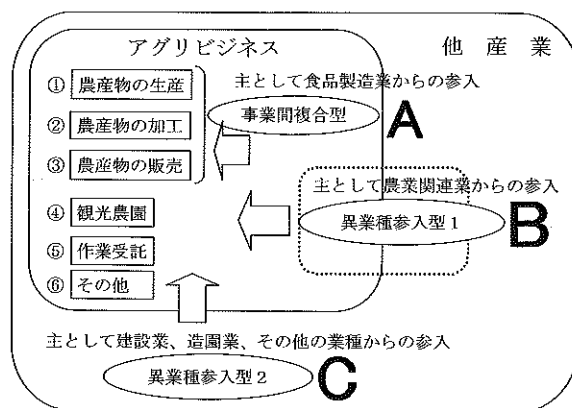 アグリビジネス
他産業
① 農産物の生産
② 農産物の加工
③ 農産物の販売
④ 観光農園
⑤ 作業受託
⑥ その他
主として食品製造業からの参入
事業間複合型
A
主として農業関連業からの参入
異業種参入型1
B
主として建設業、造園業、その他の業種からの参入
異業種参入型2
C